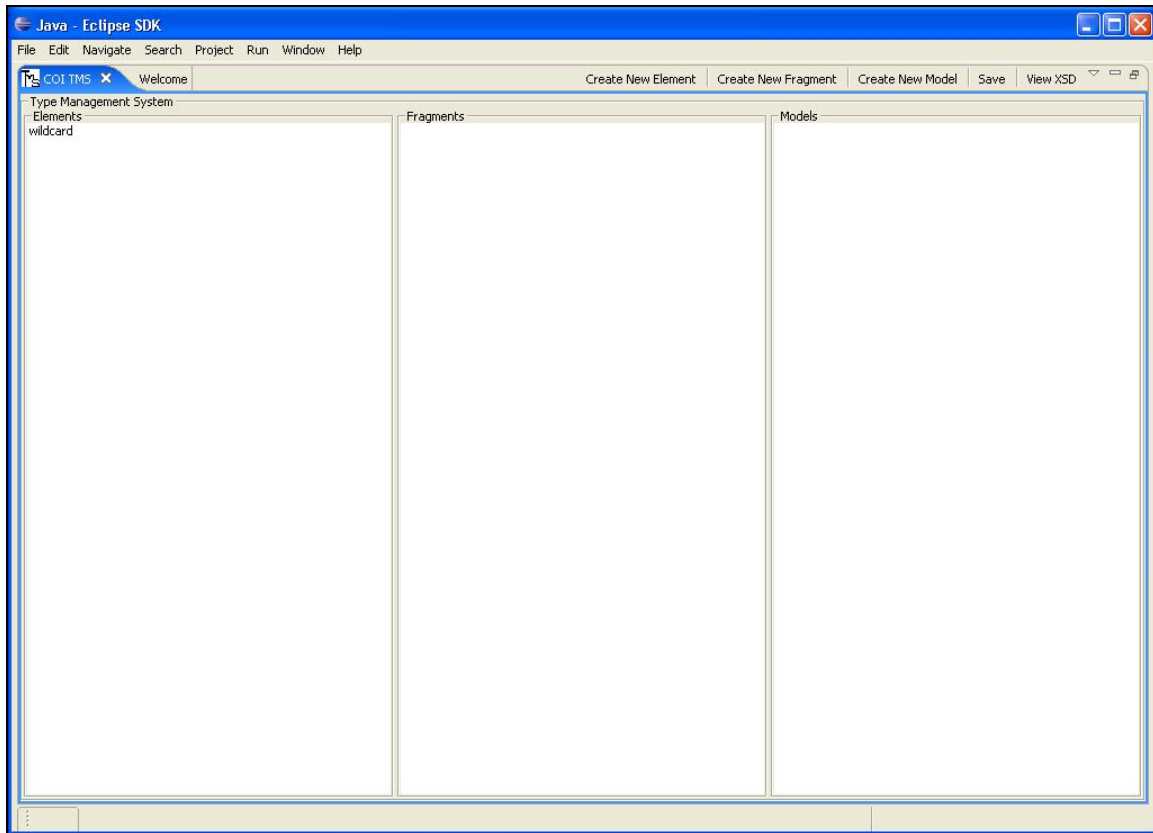 Java - Eclipse SDK
File Edit Navigate Search Project Run Window Help
TMS COI TMS Welcome Create New Element Create New Fragment Create New Model Save View XSD
Type Management System
Elements Fragments Models
wildcard